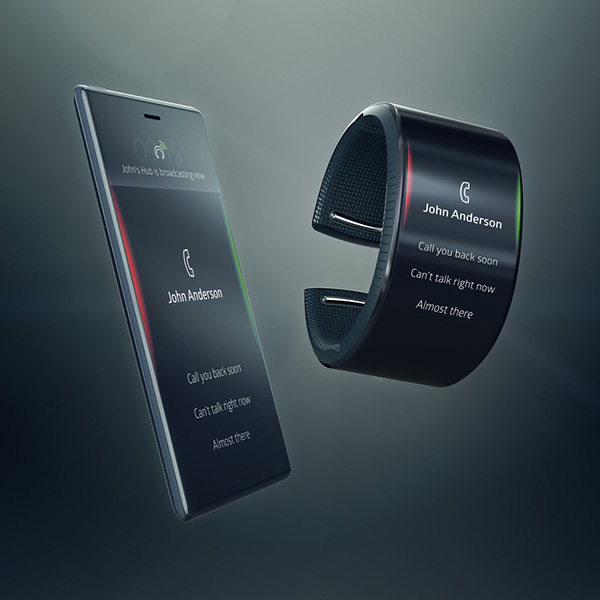 John's Hub is broadcasting now
John Anderson
Call you back soon
Can't talk right now
Almost there
John Anderson
Call you back soon
Can't talk right now
Almost there